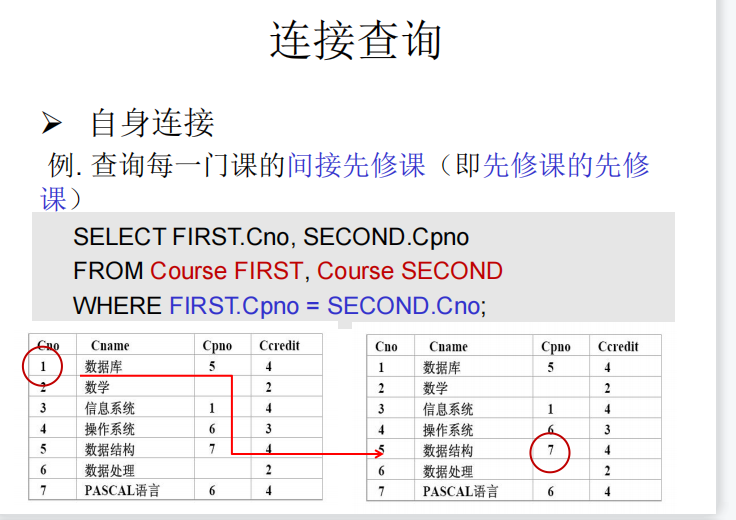 连接查询
➢ 自身连接
例. 查询每一门课的间接先修课（即先修课的先修
课）
SELECT FIRST.Cno, SECOND.Cpno
FROM Course FIRST, Course SECOND
WHERE FIRST.Cpno = SECOND.Cno;
Cno Cname Cpno Ccredit
1 数据库 5 4
2 数学 2
3 信息系统 1 4
4 操作系统 6 3
5 数据结构 7 4
6 数据处理 2
7 PASCAL语言 6 4
Cno Cname Cpno Ccredit
1 数据库 5 4
2 数学 2
3 信息系统 1 4
4 操作系统 6 3
5 数据结构 7 4
6 数据处理 2
7 PASCAL语言 6 4